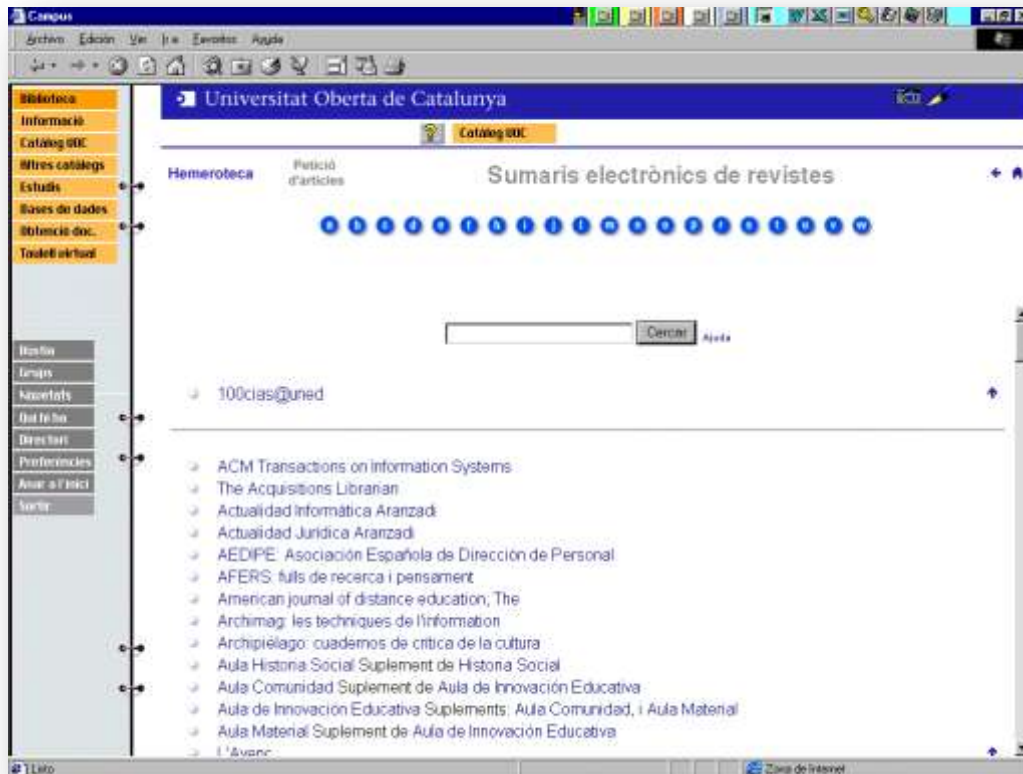 Campus
Archivo Edición Ver Ir a Favoritos Ayuda
Biblioteca
Informació
Catàleg UOC
Altres catàlegs
Estudis
Bases de dades
Obtenció doc.
Taulell virtual
Universitat Oberta de Catalunya
Catàleg UOC
Hemeroteca
Petició d'articles
Sumaris electrònics de revistes
a b c d e f h i j l m n o p r s t u v w
Cercar
Ajuda
Bústia
Grups
Novetats
Qui hi ha
Directori
Preferències
Anar a l'inici
Sortir
100cias@uned
ACM Transactions on Information Systems
The Acquisitions Librarian
Actualidad Informática Aranzadi
Actualidad Jurídica Aranzadi
AEDIPE: Asociación Española de Dirección de Personal
AFERS: fulls de recerca i pensament
American journal of distance education, The
Archimag: les techniques de l'information
Archipiélago: cuadernos de crítica de la cultura
Aula Historia Social Suplement de Historia Social
Aula Comunidad Suplement de Aula de Innovación Educativa
Aula de Innovación Educativa Suplements: Aula Comunidad, i Aula Material
Aula Material Suplement de Aula de Innovación Educativa
L'Avenç
Listo
Zona de Internet